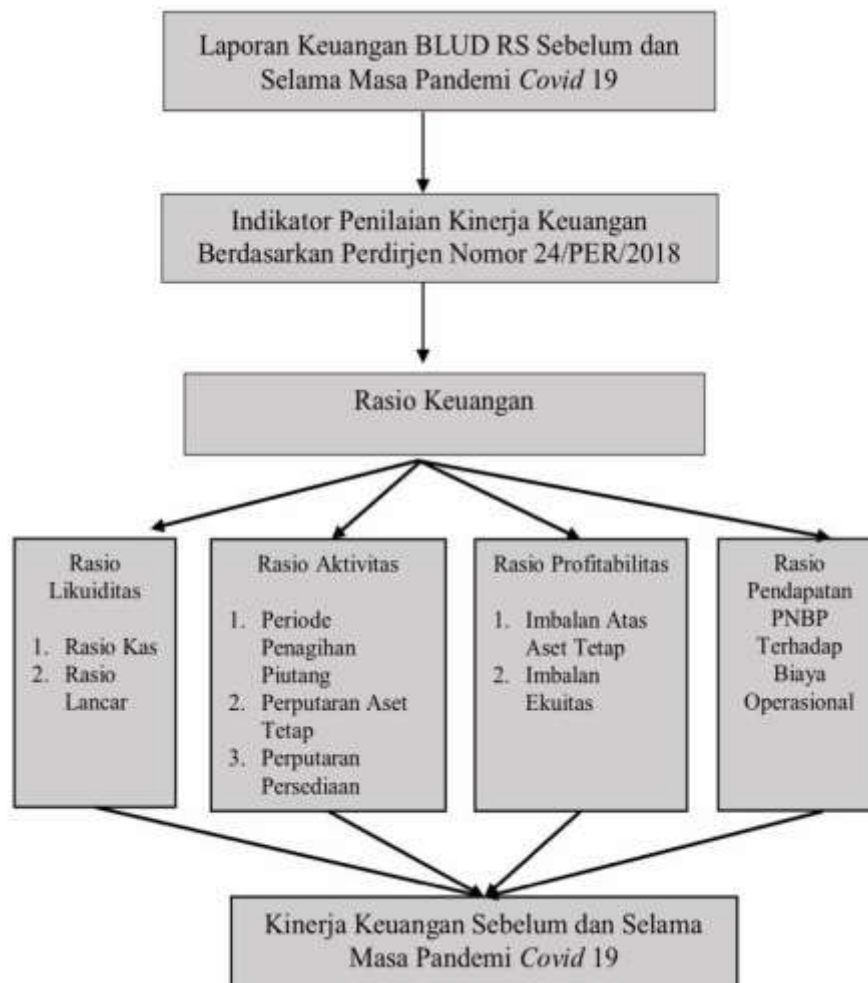 Laporan Keuangan BLUD RS Sebelum dan
Selama Masa Pandemi Covid 19
Indikator Penilaian Kinerja Keuangan
Berdasarkan Perdirjen Nomor 24/PER/2018
Rasio Keuangan
Rasio
Likuiditas
1. Rasio Kas
2. Rasio
Lancar
Rasio Aktivitas
1. Periode
Penagihan
Piutang
2. Perputaran Aset
Tetap
3. Perputaran
Persediaan
Rasio Profitabilitas
1. Imbalan Atas
Aset Tetap
2. Imbalan
Ekuitas
Rasio
Pendapatan
PNBP
Terhadap
Biaya
Operasional
Kinerja Keuangan Sebelum dan Selama
Masa Pandemi Covid 19